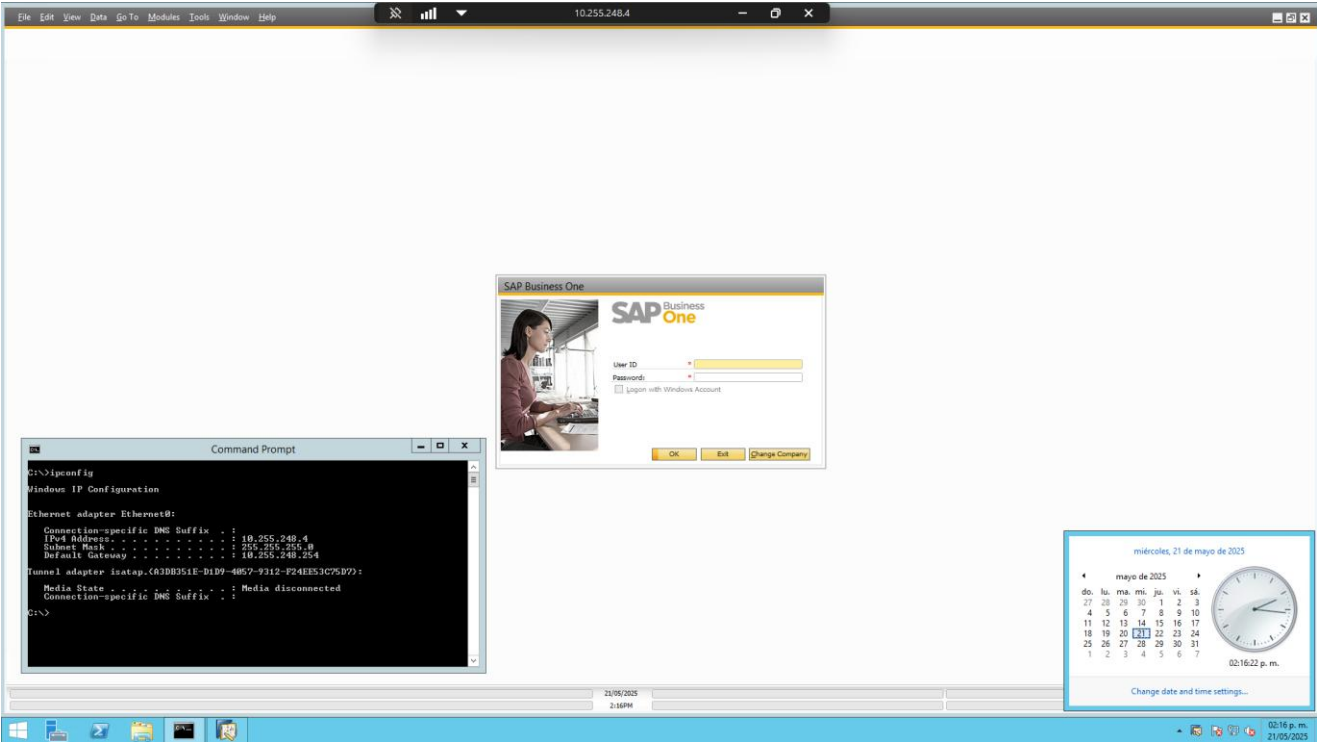 File Edit View Data Go To Modules Tools Window Help
10.255.248.4
SAP Business One
SAP Business One
User ID *
Password: *
Logon with Windows Account
OK Exit Change Company
Command Prompt
C:\>ipconfig
Windows IP Configuration
Ethernet adapter Ethernet0:
Connection-specific DNS Suffix . :
IPv4 Address. . . . . . . . . . . : 10.255.248.4
Subnet Mask . . . . . . . . . . . : 255.255.255.0
Default Gateway . . . . . . . . . : 10.255.248.254
Tunnel adapter isatap.{A3DB351E-D1D9-4057-9312-F24EE53C75D7}:
Media State . . . . . . . . . . . : Media disconnected
Connection-specific DNS Suffix . :
C:\>
miércoles, 21 de mayo de 2025
mayo de 2025
do. lu. ma. mi. ju. vi. sá.
27 28 29 30 1 2 3
4 5 6 7 8 9 10
11 12 13 14 15 16 17
18 19 20 21 22 23 24
25 26 27 28 29 30 31
1 2 3 4 5 6 7
02:16:22 p. m.
Change date and time settings...
21/05/2025
2:16PM
02:16 p. m.
21/05/2025